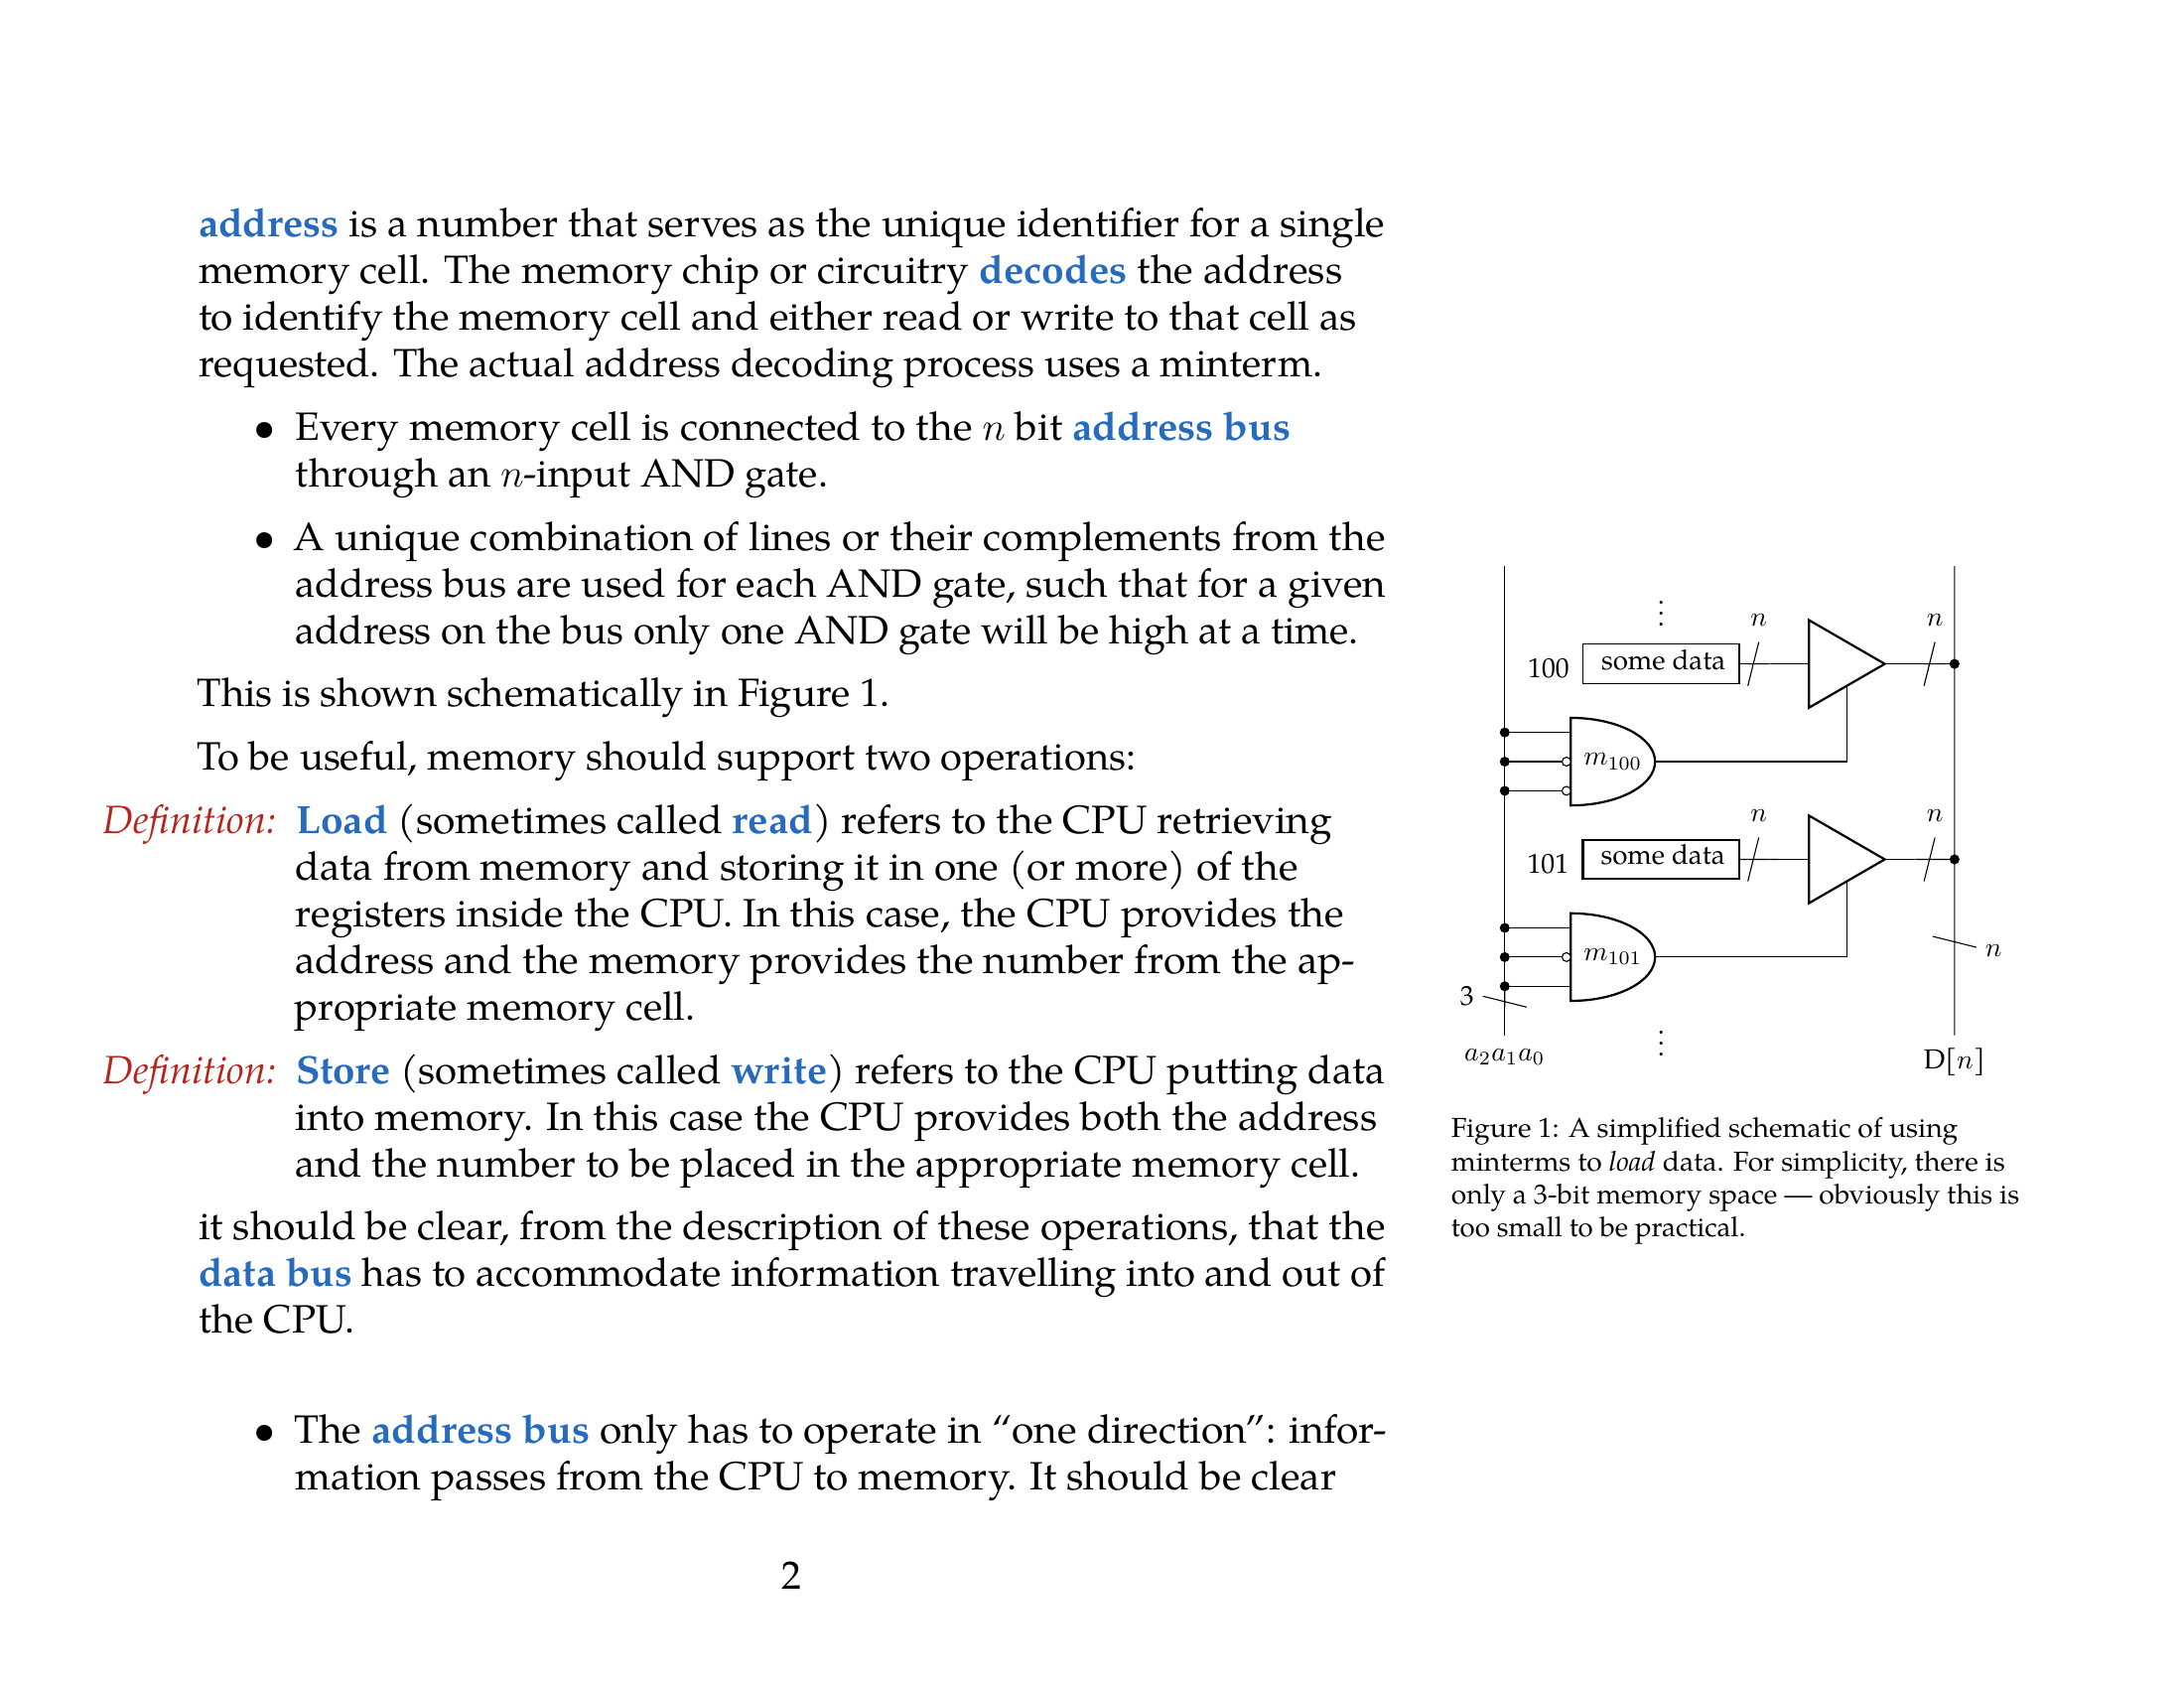 address is a number that serves as the unique identifier for a single
memory cell. The memory chip or circuitry decodes the address
to identify the memory cell and either read or write to that cell as
requested. The actual address decoding process uses a minterm.
• Every memory cell is connected to the n bit address bus
through an n-input AND gate.
• A unique combination of lines or their complements from the
address bus are used for each AND gate, such that for a given
address on the bus only one AND gate will be high at a time.
This is shown schematically in Figure 1.
To be useful, memory should support two operations:
Definition: Load (sometimes called read) refers to the CPU retrieving
data from memory and storing it in one (or more) of the
registers inside the CPU. In this case, the CPU provides the
address and the memory provides the number from the ap-
propriate memory cell.
Definition: Store (sometimes called write) refers to the CPU putting data
into memory. In this case the CPU provides both the address
and the number to be placed in the appropriate memory cell.
it should be clear, from the description of these operations, that the
data bus has to accommodate information travelling into and out of
the CPU.
• The address bus only has to operate in “one direction”: infor-
mation passes from the CPU to memory. It should be clear
⋮
n n
100 some data
m₁₀₀
n n
101 some data
m₁₀₁
n
3
⋮
a₂a₁a₀ D[n]
Figure 1: A simplified schematic of using
minterms to load data. For simplicity, there is
only a 3-bit memory space — obviously this is
too small to be practical.
2